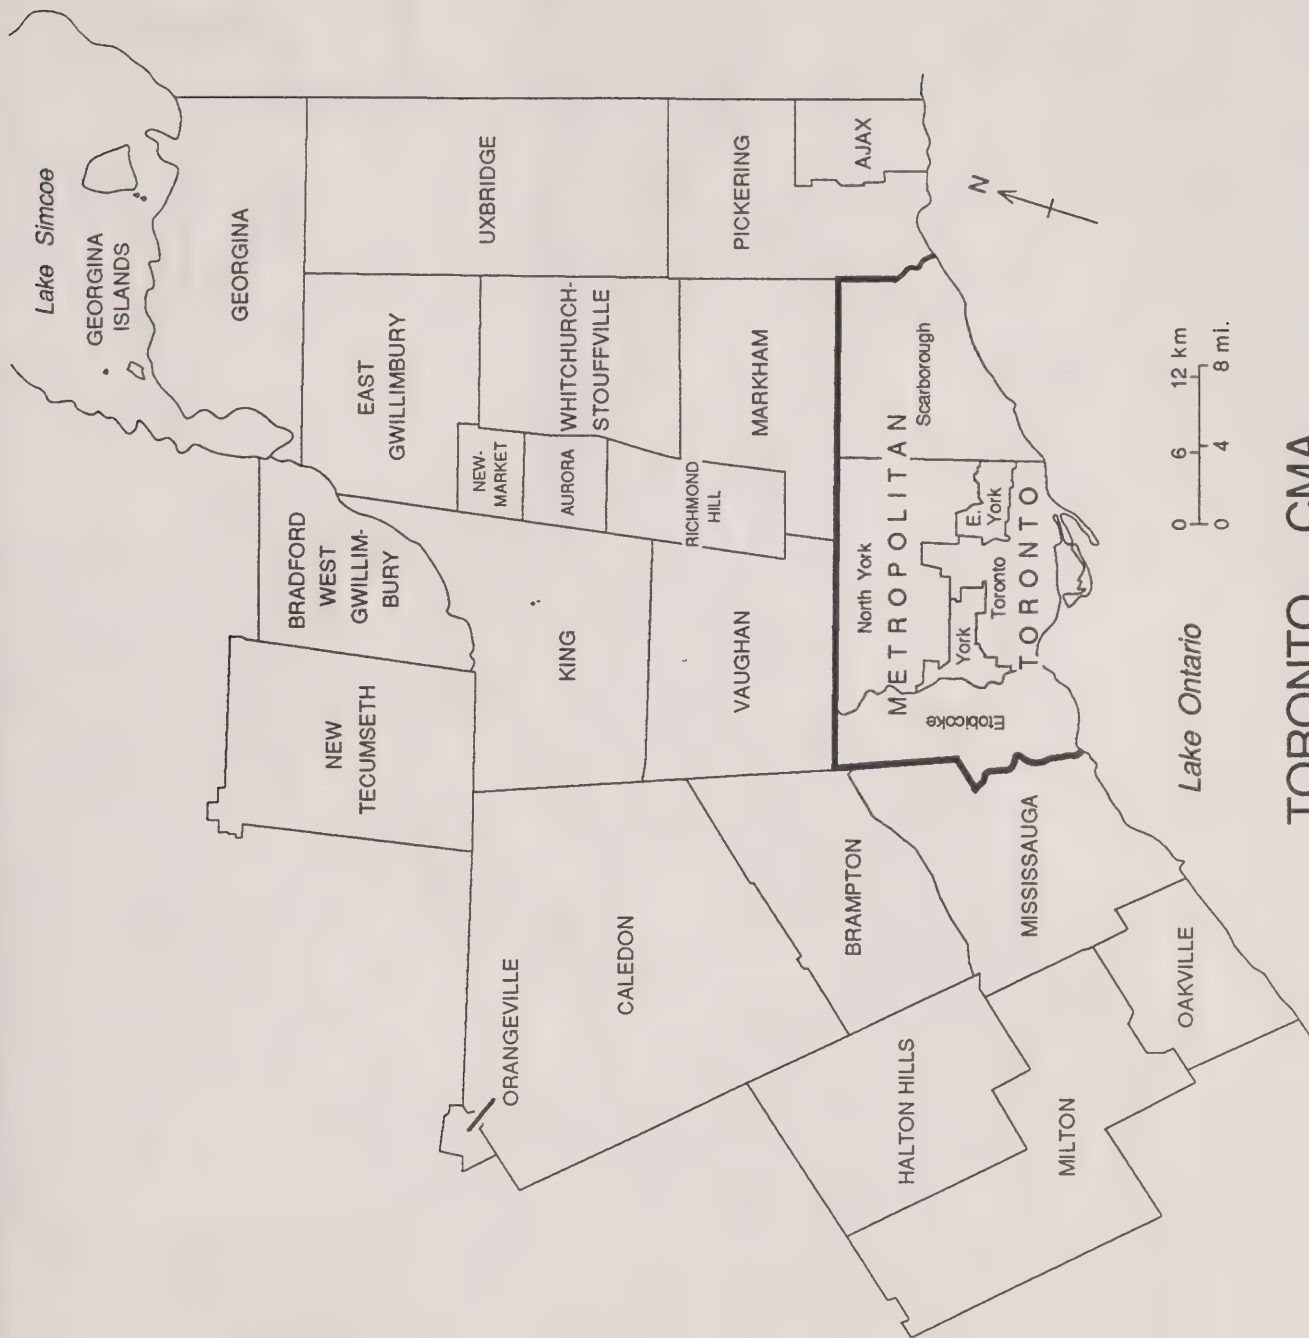 Lake Simcoe
GEORGINA
ISLANDS
GEORGINA
BRADFORD
WEST
GWILLIM-
BURY
EAST
GWILLIMBURY
UXBRIDGE
NEW
TECUMSETH
NEW-
MARKET
WHITCHURCH-
STOUFFVILLE
AURORA
KING
ORANGEVILLE
CALEDON
RICHMOND
HILL
VAUGHAN
MARKHAM
PICKERING
AJAX
BRAMPTON
North York
METROPOLITAN
Scarborough
Etobicoke
York
Toronto
E.
York
TORONTO
N
HALTON HILLS
MISSISSAUGA
MILTON
OAKVILLE
Lake Ontario
0 6 12 km
0 4 8 mi.
TORONTO CMA